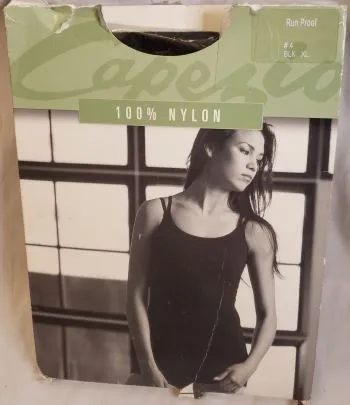 Capezio
Run Proof
#4
BLK XL
100% NYLON